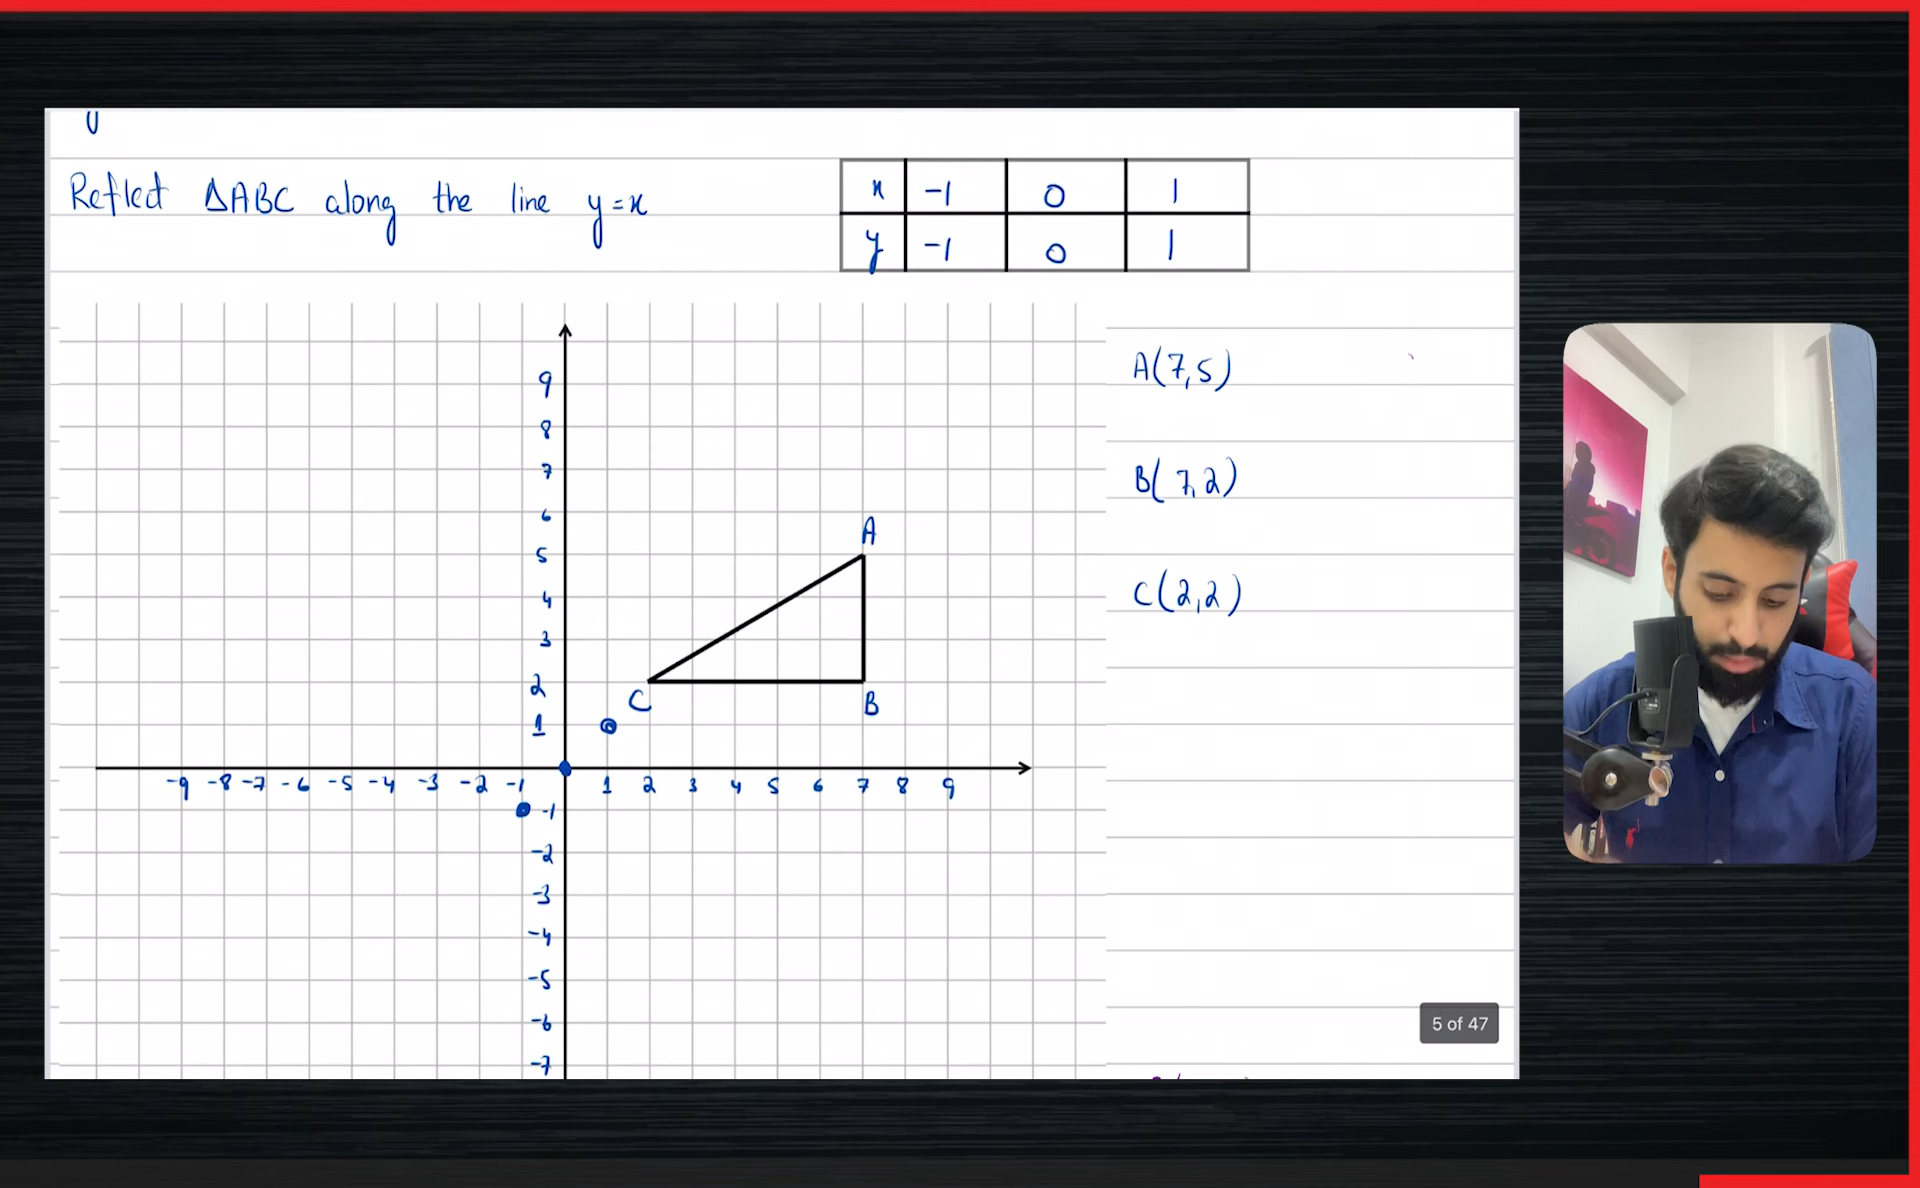 Reflect ΔABC along the line y=x
x -1 0 1
y -1 0 1
A(7,5)
B(7,2)
C(2,2)
9
8
7
6
5
4
3
2
1
A
C
B
-9 -8 -7 -6 -5 -4 -3 -2 -1 1 2 3 4 5 6 7 8 9
-1
-2
-3
-4
-5
-6
-7
5 of 47